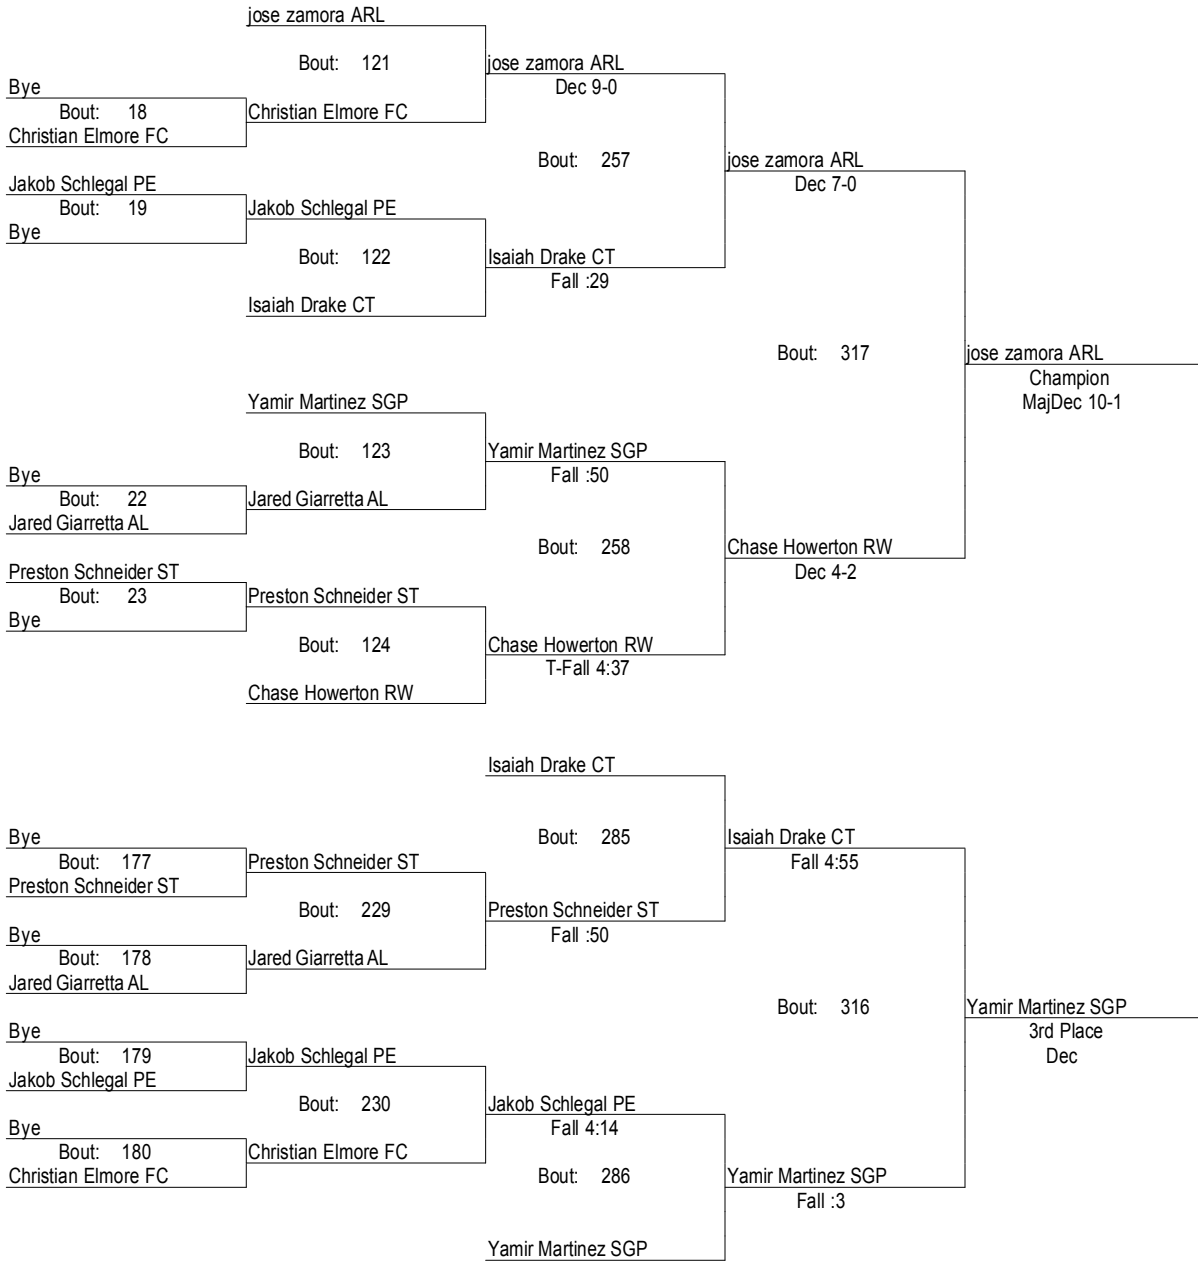 jose zamora ARL
Bout: 121
jose zamora ARL
Bye
Dec 9-0
Bout: 18
Christian Elmore FC
Christian Elmore FC
Bout: 257
jose zamora ARL
Jakob Schlegal PE
Dec 7-0
Bout: 19
Jakob Schlegal PE
Bye
Bout: 122
Isaiah Drake CT
Fall :29
Isaiah Drake CT
Bout: 317
jose zamora ARL
Champion
Yamir Martinez SGP
MajDec 10-1
Bout: 123
Yamir Martinez SGP
Bye
Fall :50
Bout: 22
Jared Giarretta AL
Jared Giarretta AL
Bout: 258
Chase Howerton RW
Preston Schneider ST
Dec 4-2
Bout: 23
Preston Schneider ST
Bye
Bout: 124
Chase Howerton RW
T-Fall 4:37
Chase Howerton RW
Isaiah Drake CT
Bye
Bout: 285
Isaiah Drake CT
Bout: 177
Preston Schneider ST
Fall 4:55
Preston Schneider ST
Bout: 229
Preston Schneider ST
Bye
Fall :50
Bout: 178
Jared Giarretta AL
Jared Giarretta AL
Bout: 316
Yamir Martinez SGP
Bye
3rd Place
Bout: 179
Jakob Schlegal PE
Dec
Jakob Schlegal PE
Bout: 230
Jakob Schlegal PE
Bye
Fall 4:14
Bout: 180
Christian Elmore FC
Christian Elmore FC
Bout: 286
Yamir Martinez SGP
Fall :3
Yamir Martinez SGP